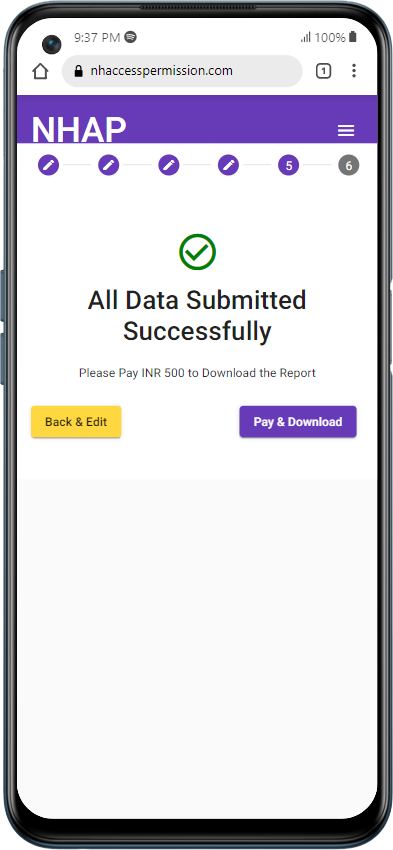 9:37 PM 100%
nhaccesspermission.com 1
NHAP
5 6
All Data Submitted
Successfully
Please Pay INR 500 to Download the Report
Back & Edit Pay & Download